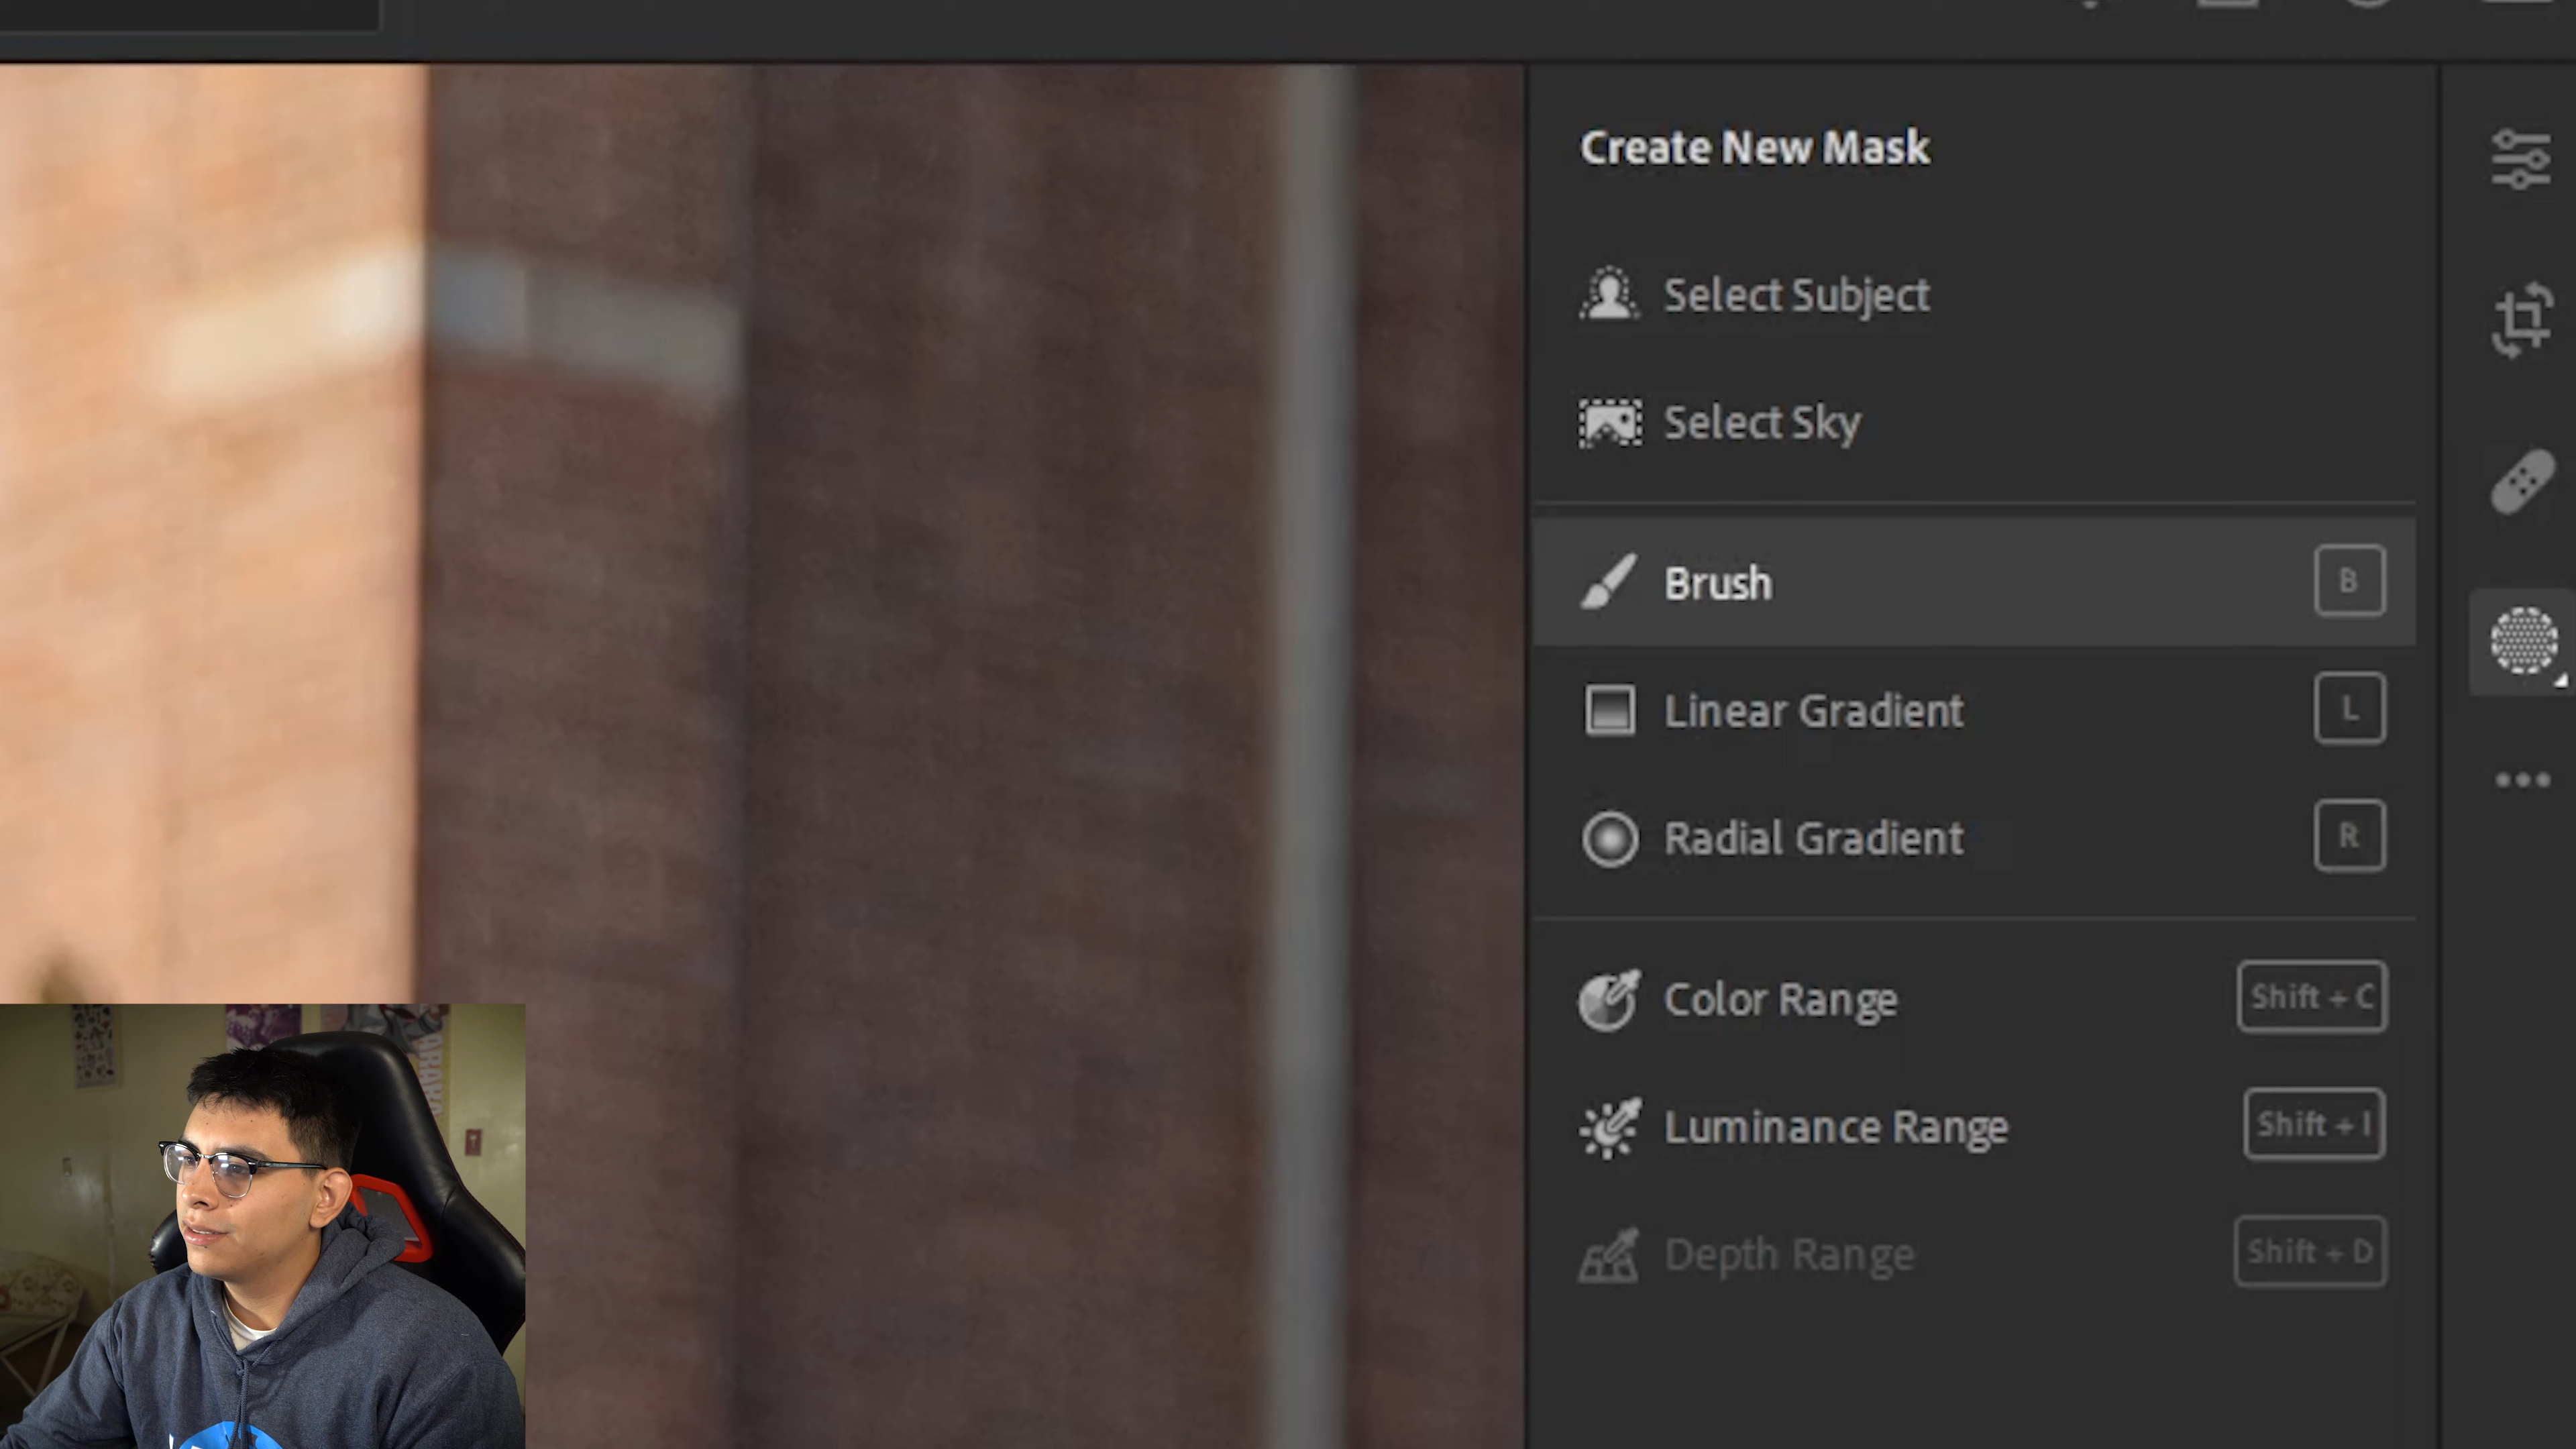 Create New Mask
Select Subject
Select Sky
Brush B
Linear Gradient L
Radial Gradient R
Color Range Shift + C
Luminance Range Shift + I
Depth Range Shift + D